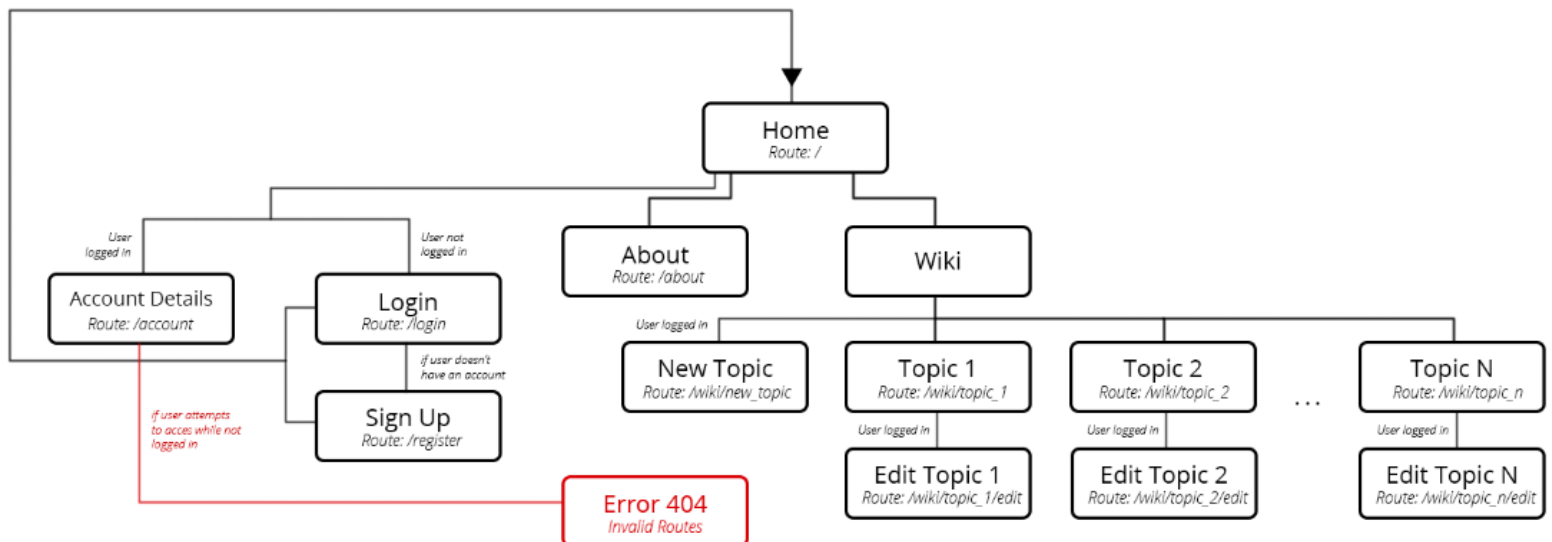 Home
Route: /
User
logged in
User not
logged in
About
Route: /about
Wiki
Account Details
Route: /account
Login
Route: /login
User logged in
New Topic
Route: /wiki/new_topic
Topic 1
Route: /wiki/topic_1
Topic 2
Route: /wiki/topic_2
...
Topic N
Route: /wiki/topic_n
if user doesn't
have an account
Sign Up
Route: /register
if user attempts
to acces while not
logged in
User logged in
User logged in
User logged in
Edit Topic 1
Route: /wiki/topic_1/edit
Edit Topic 2
Route: /wiki/topic_2/edit
Edit Topic N
Route: /wiki/topic_n/edit
Error 404
Invalid Routes